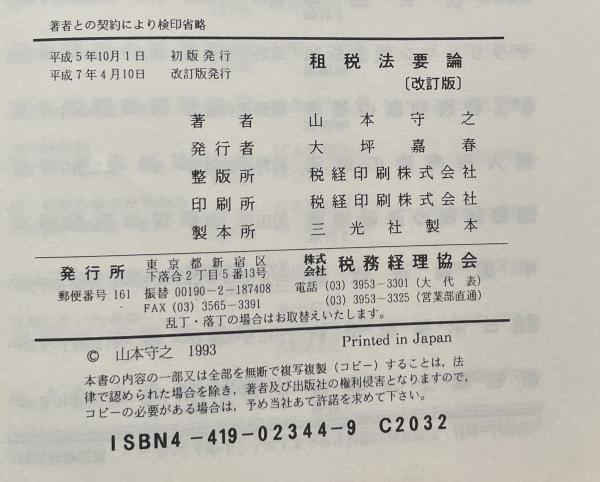 著者との契約により検印省略
平成5年10月1日 初版発行
平成7年4月10日 改訂版発行
租税法要論
〔改訂版〕
著者 山本守之
発行者 大坪嘉春
整版所 税経印刷株式会社
印刷所 税経印刷株式会社
製本所 三光社製本
発行所 東京都新宿区 下落合2丁目5番13号 株式会社 税務経理協会
郵便番号 161 振替 00190-2-187408 電話 (03) 3953-3301 (大代表)
FAX (03) 3565-3391 (03) 3953-3325 (営業部直通)
乱丁・落丁の場合はお取替えいたします。
© 山本守之 1993 Printed in Japan
本書の内容の一部又は全部を無断で複写複製（コピー）することは，法
律で認められた場合を除き，著者及び出版社の権利侵害となりますので，
コピーの必要がある場合は，予め当社あて許諾を求めて下さい。
ISBN4-419-02344-9 C2032